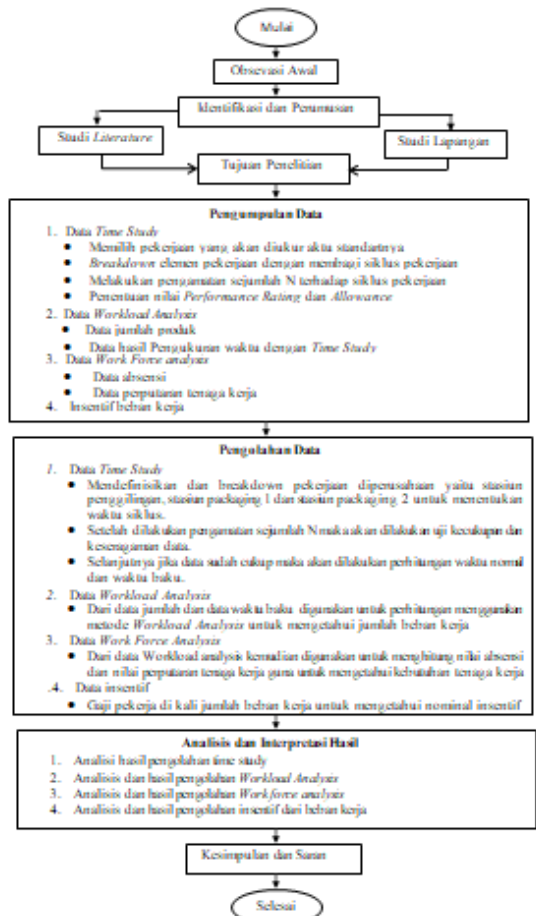 Mulai
Obsevasi Awal
Identifikasi dan Perumusan
Studi Literature
Studi Lapangan
Tujuan Penelitian
Pengumpulan Data
1. Data Time Study
● Memilih pekerjaan yang akan diukur aktu standartnya
● Breakdown elemen pekerjaan dengan membagi siklus pekerjaan
● Melakukan pengamatan sejumlah N terhadap siklus pekerjaan
● Penentuan nilai Performance Rating dan Allowance
2. Data Workload Analysis
● Data jumlah produk
● Data hasil Pengukuran waktu dengan Time Study
3. Data Work Force analysis
● Data absensi
● Data perputaran tenaga kerja
4. Insentif beban kerja
Pengolahan Data
1. Data Time Study
● Mendefinisikan dan breakdown pekerjaan diperusahaan yaitu stasiun
penggilingan, stasiun packaging 1 dan stasiun packaging 2 untuk menentukan
waktu siklus.
● Setelah dilakukan pengamatan sejumlah N maka akan dilakukan uji kecukupan dan
keseragaman data.
● Selanjutnya jika data sudah cukup maka akan dilakukan perhitungan waktu normal
dan waktu baku.
2. Data Workload Analysis
● Dari data jumlah dan data waktu baku digunakan untuk perhitungan menggunakan
metode Workload Analysis untuk mengetahui jumlah beban kerja
3. Data Work Force Analysis
● Dari data Workload analysis kemudian digunakan untuk menghitung nilai absensi
dan nilai perputaran tenaga kerja guna untuk mengetahui kebutuhan tenaga kerja
.4. Data insentif
● Gaji pekerja di kali jumlah beban kerja untuk mengetahui nominal insentif
Analisis dan Interpretasi Hasil
1. Analisi hasil pengolahan time study
2. Analisis dan hasil pengolahan Workload Analysis
3. Analisis dan hasil pengolahan Workforce analysis
4. Analisis dan hasil pengolahan insentif dari beban kerja
Kesimpulan dan Saran
Selesai